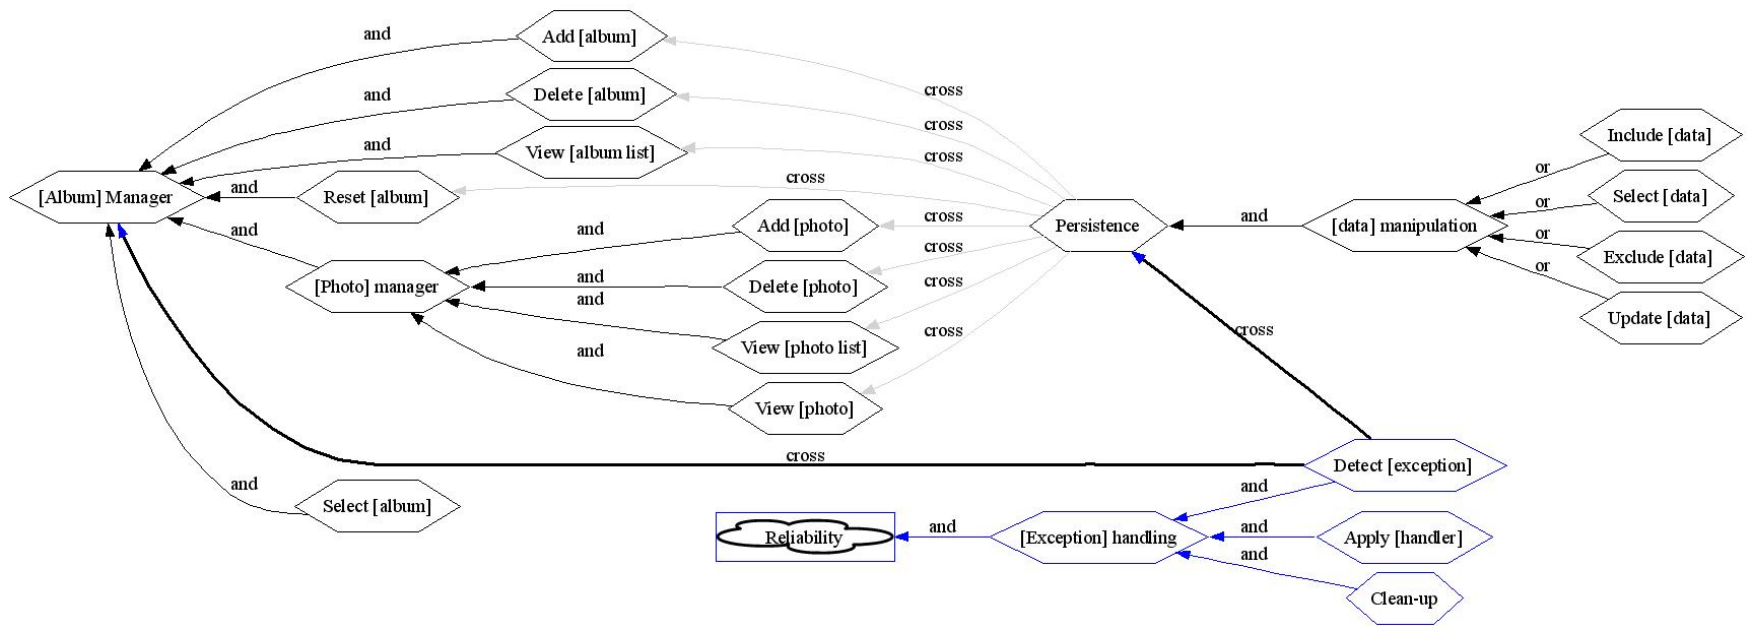 and
Add [album]
and
Delete [album]
cross
cross
and
View [album list]
cross
Include [data]
or
[Album] Manager
and
Reset [album]
cross
Select [data]
or
and
Add [photo]
and
cross
Persistence
and
[data] manipulation
or
Exclude [data]
or
[Photo] manager
and
and
Delete [photo]
cross
cross
Update [data]
and
View [photo list]
cross
cross
View [photo]
cross
Detect [exception]
and
Select [album]
and
Reliability
and
[Exception] handling
and
Apply [handler]
and
Clean-up